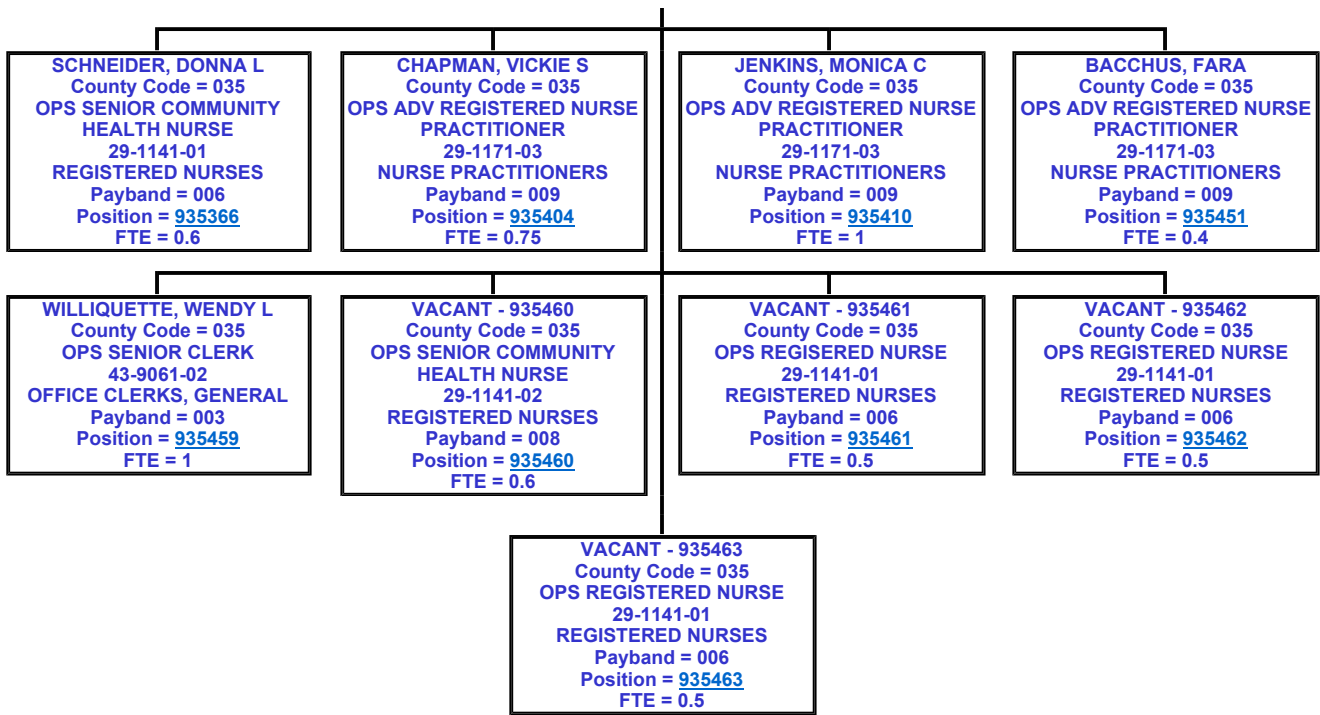 SCHNEIDER, DONNA L
County Code = 035
OPS SENIOR COMMUNITY
HEALTH NURSE
29-1141-01
REGISTERED NURSES
Payband = 006
Position = 935366
FTE = 0.6
CHAPMAN, VICKIE S
County Code = 035
OPS ADV REGISTERED NURSE
PRACTITIONER
29-1171-03
NURSE PRACTITIONERS
Payband = 009
Position = 935404
FTE = 0.75
JENKINS, MONICA C
County Code = 035
OPS ADV REGISTERED NURSE
PRACTITIONER
29-1171-03
NURSE PRACTITIONERS
Payband = 009
Position = 935410
FTE = 1
BACCHUS, FARA
County Code = 035
OPS ADV REGISTERED NURSE
PRACTITIONER
29-1171-03
NURSE PRACTITIONERS
Payband = 009
Position = 935451
FTE = 0.4
WILLIQUETTE, WENDY L
County Code = 035
OPS SENIOR CLERK
43-9061-02
OFFICE CLERKS, GENERAL
Payband = 003
Position = 935459
FTE = 1
VACANT - 935460
County Code = 035
OPS SENIOR COMMUNITY
HEALTH NURSE
29-1141-02
REGISTERED NURSES
Payband = 008
Position = 935460
FTE = 0.6
VACANT - 935461
County Code = 035
OPS REGISERED NURSE
29-1141-01
REGISTERED NURSES
Payband = 006
Position = 935461
FTE = 0.5
VACANT - 935462
County Code = 035
OPS REGISTERED NURSE
29-1141-01
REGISTERED NURSES
Payband = 006
Position = 935462
FTE = 0.5
VACANT - 935463
County Code = 035
OPS REGISTERED NURSE
29-1141-01
REGISTERED NURSES
Payband = 006
Position = 935463
FTE = 0.5